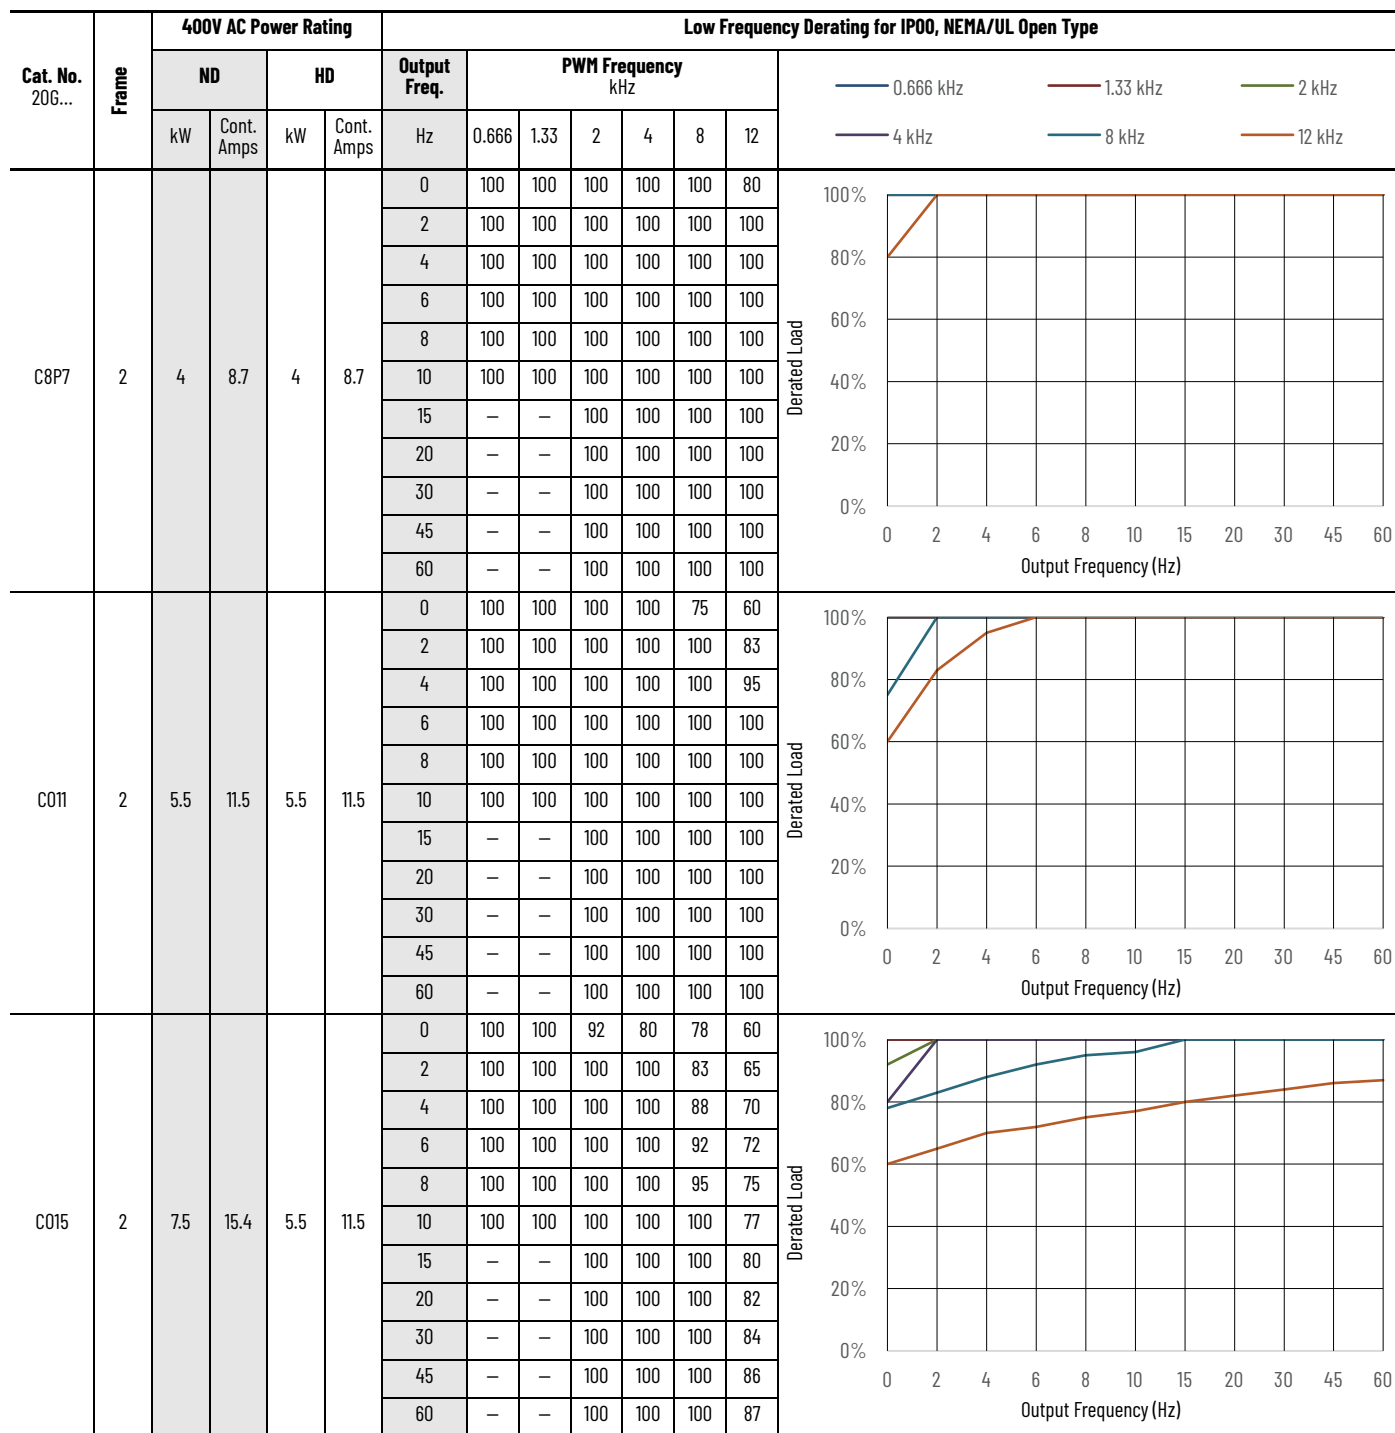 400V AC Power Rating Low Frequency Derating for IP00, NEMA/UL Open Type
Cat. No. 20G... Frame ND HD Output Freq. PWM Frequency kHz
0.666 kHz 1.33 kHz 2 kHz
4 kHz 8 kHz 12 kHz
kW Cont. Amps kW Cont. Amps Hz 0.666 1.33 2 4 8 12
C8P7 2 4 8.7 4 8.7
0 100 100 100 100 100 80
2 100 100 100 100 100 100
4 100 100 100 100 100 100
6 100 100 100 100 100 100
8 100 100 100 100 100 100
10 100 100 100 100 100 100
15 – – 100 100 100 100
20 – – 100 100 100 100
30 – – 100 100 100 100
45 – – 100 100 100 100
60 – – 100 100 100 100
Derated Load
100%
80%
60%
40%
20%
0%
0 2 4 6 8 10 15 20 30 45 60
Output Frequency (Hz)
C011 2 5.5 11.5 5.5 11.5
0 100 100 100 100 75 60
2 100 100 100 100 100 83
4 100 100 100 100 100 95
6 100 100 100 100 100 100
8 100 100 100 100 100 100
10 100 100 100 100 100 100
15 – – 100 100 100 100
20 – – 100 100 100 100
30 – – 100 100 100 100
45 – – 100 100 100 100
60 – – 100 100 100 100
Derated Load
100%
80%
60%
40%
20%
0%
0 2 4 6 8 10 15 20 30 45 60
Output Frequency (Hz)
C015 2 7.5 15.4 5.5 11.5
0 100 100 92 80 78 60
2 100 100 100 100 83 65
4 100 100 100 100 88 70
6 100 100 100 100 92 72
8 100 100 100 100 95 75
10 100 100 100 100 100 77
15 – – 100 100 100 80
20 – – 100 100 100 82
30 – – 100 100 100 84
45 – – 100 100 100 86
60 – – 100 100 100 87
Derated Load
100%
80%
60%
40%
20%
0%
0 2 4 6 8 10 15 20 30 45 60
Output Frequency (Hz)